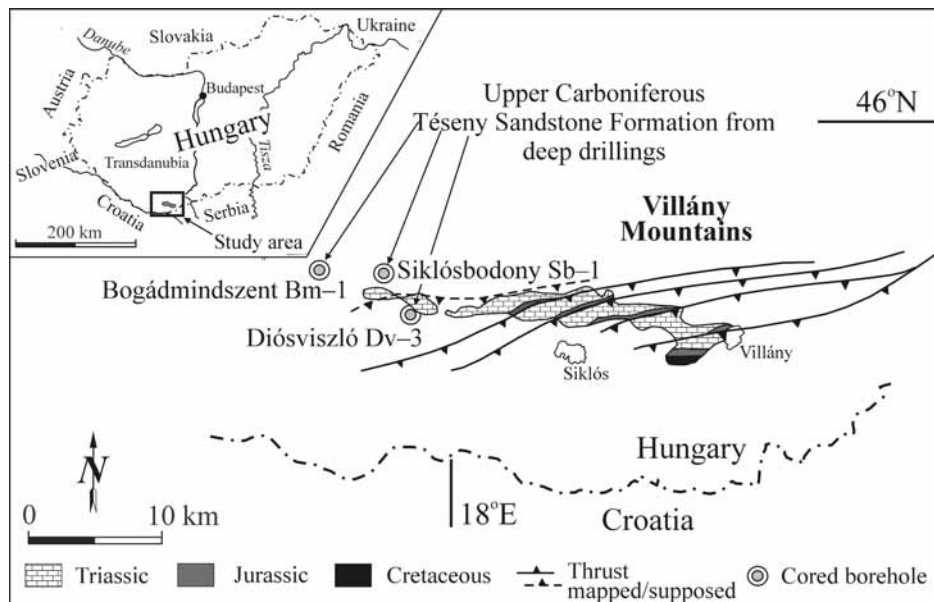 Danube
Slovakia
Ukraine
Austria
Budapest
Hungary
Romania
Tisza
Transdanubia
Slovenia
Croatia
Serbia
200 km
Study area
Upper Carboniferous
Téseny Sandstone Formation from
deep drillings
46°N
Villány
Mountains
Siklósbodony Sb–1
Bogádmindszent Bm–1
Diósviszló Dv–3
Siklós
Villány
N
Hungary
Croatia
18°E
0 10 km
Triassic
Jurassic
Cretaceous
Thrust
mapped/supposed
Cored borehole